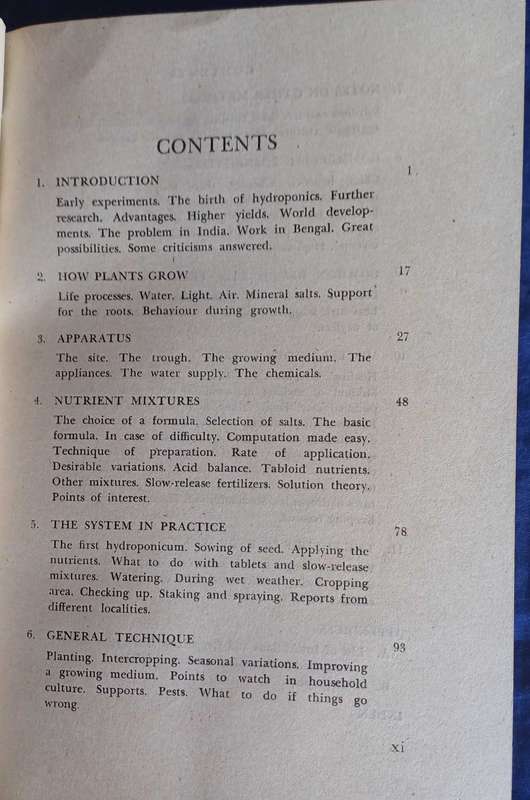 CONTENTS
1. INTRODUCTION 1
Early experiments. The birth of hydroponics. Further
research. Advantages. Higher yields. World develop-
ments. The problem in India. Work in Bengal. Great
possibilities. Some criticisms answered.
2. HOW PLANTS GROW 17
Life processes. Water. Light. Air. Mineral salts. Support
for the roots. Behaviour during growth.
3. APPARATUS 27
The site. The trough. The growing medium. The
appliances. The water supply. The chemicals.
4. NUTRIENT MIXTURES 48
The choice of a formula. Selection of salts. The basic
formula. In case of difficulty. Computation made easy.
Technique of preparation. Rate of application.
Desirable variations. Acid balance. Tabloid nutrients.
Other mixtures. Slow-release fertilizers. Solution theory.
Points of interest.
5. THE SYSTEM IN PRACTICE 78
The first hydroponicum. Sowing of seed. Applying the
nutrients. What to do with tablets and slow-release
mixtures. Watering. During wet weather. Cropping
area. Checking up. Staking and spraying. Reports from
different localities.
6. GENERAL TECHNIQUE 93
Planting. Intercropping. Seasonal variations. Improving
a growing medium. Points to watch in household
culture. Supports. Pests. What to do if things go
wrong
xi